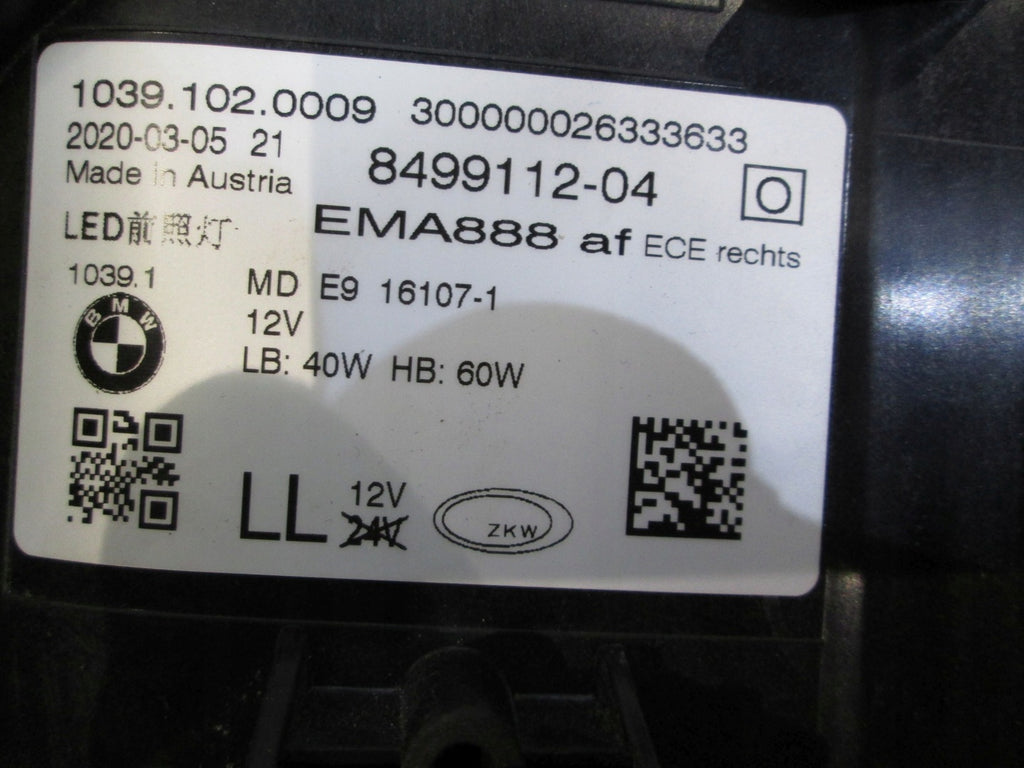 1039.102.0009 300000026333633
2020-03-05 21
Made in Austria
8499112-04
O
LED前照灯
EMA888 af ECE rechts
1039.1
MD E9 16107-1
BMW
12V
LB: 40W HB: 60W
LL
12V
24V
ZKW